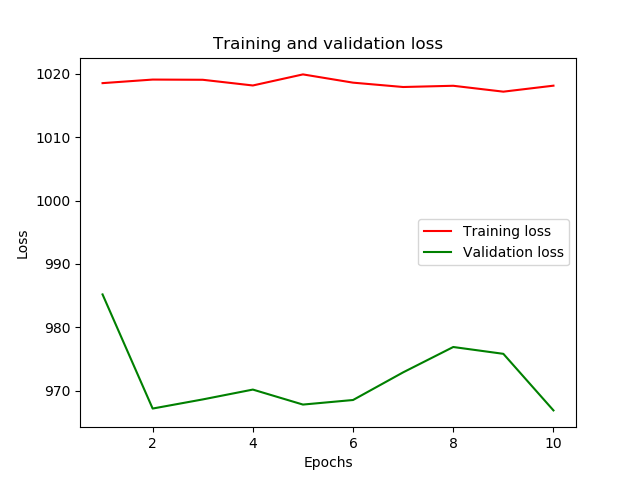 Training and validation loss
1020
1010
1000
990
980
970
Loss
Training loss
Validation loss
2
4
6
8
10
Epochs